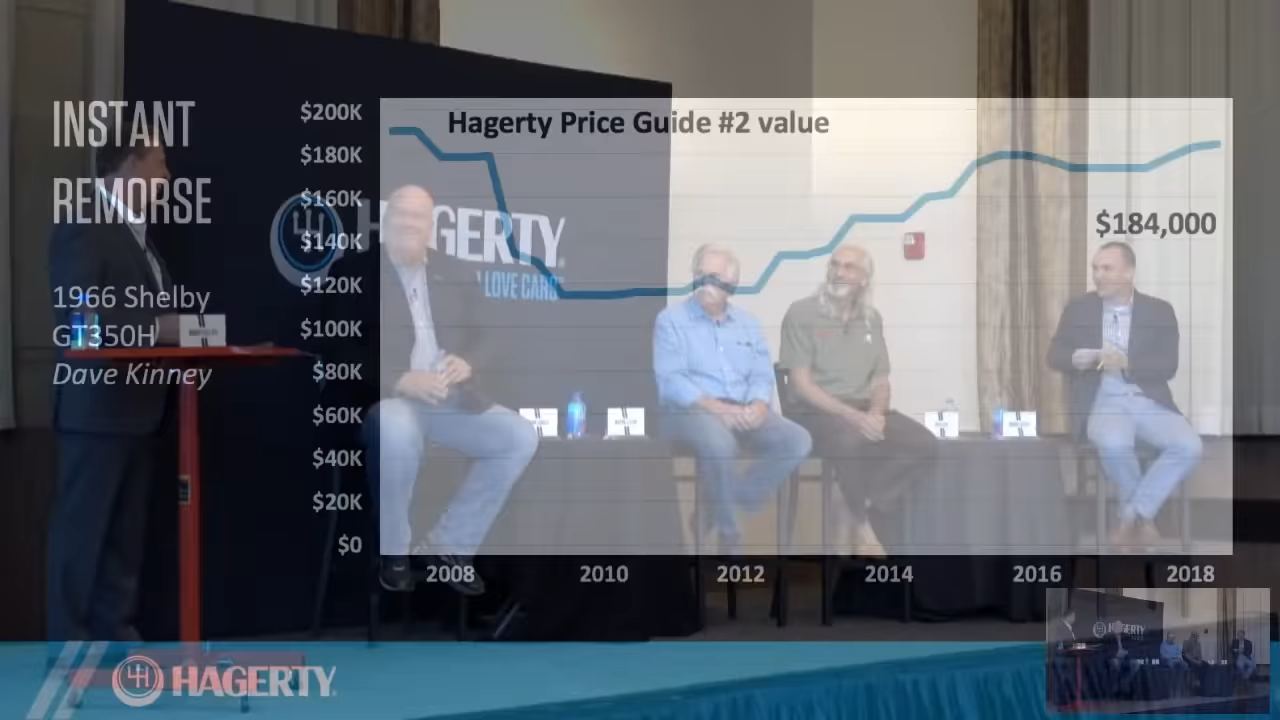 INSTANT
REMORSE
1966 Shelby
GT350H
Dave Kinney
Hagerty Price Guide #2 value
$200K
$180K
$160K
$140K
$120K
$100K
$80K
$60K
$40K
$20K
$0
$184,000
2008
2010
2012
2014
2016
2018
HAGERTY
LOVE CARS
HAGERTY
HAGERTY